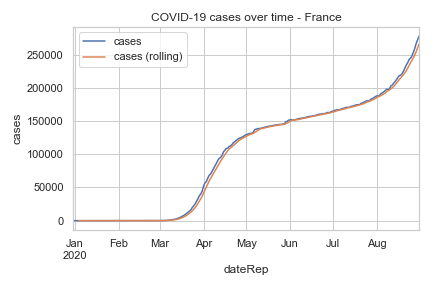 COVID-19 cases over time - France
cases
cases (rolling)
250000
200000
150000
100000
50000
0
cases
Jan
2020
Feb
Mar
Apr
May
Jun
Jul
Aug
dateRep